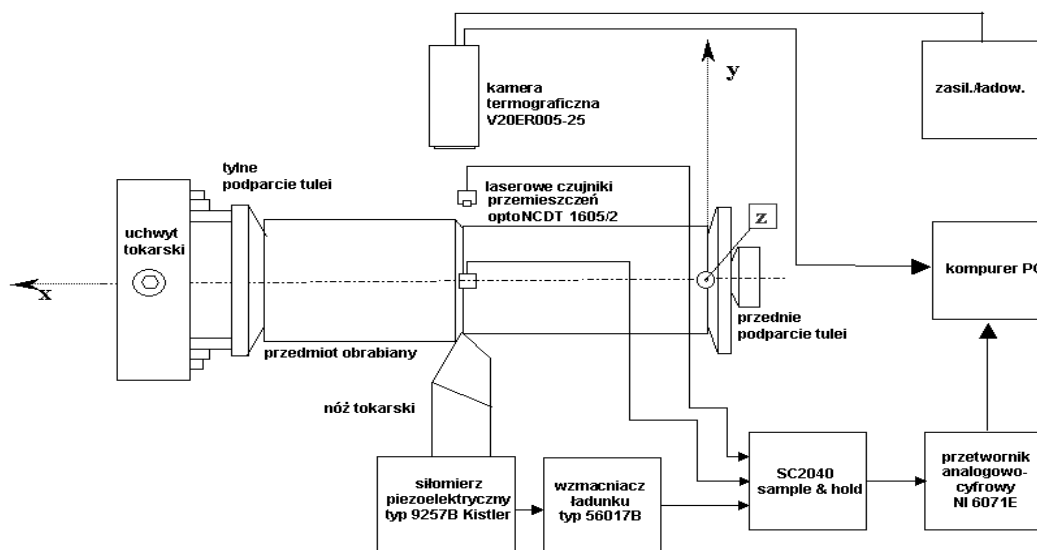 kamera
termograficzna
V20ER005-25
y
zasil./ładow.
tylne
podparcie tulei
laserowe czujniki
przemieszczeń
optoNCDT 1605/2
z
uchwyt
tokarski
x
kompurer PC
przednie
podparcie tulei
przedmiot obrabiany
nóż tokarski
siłomierz
piezoelektryczny
typ 9257B Kistler
wzmacniacz
ładunku
typ 56017B
SC2040
sample & hold
przetwornik
analogowo-
cyfrowy
NI 6071E